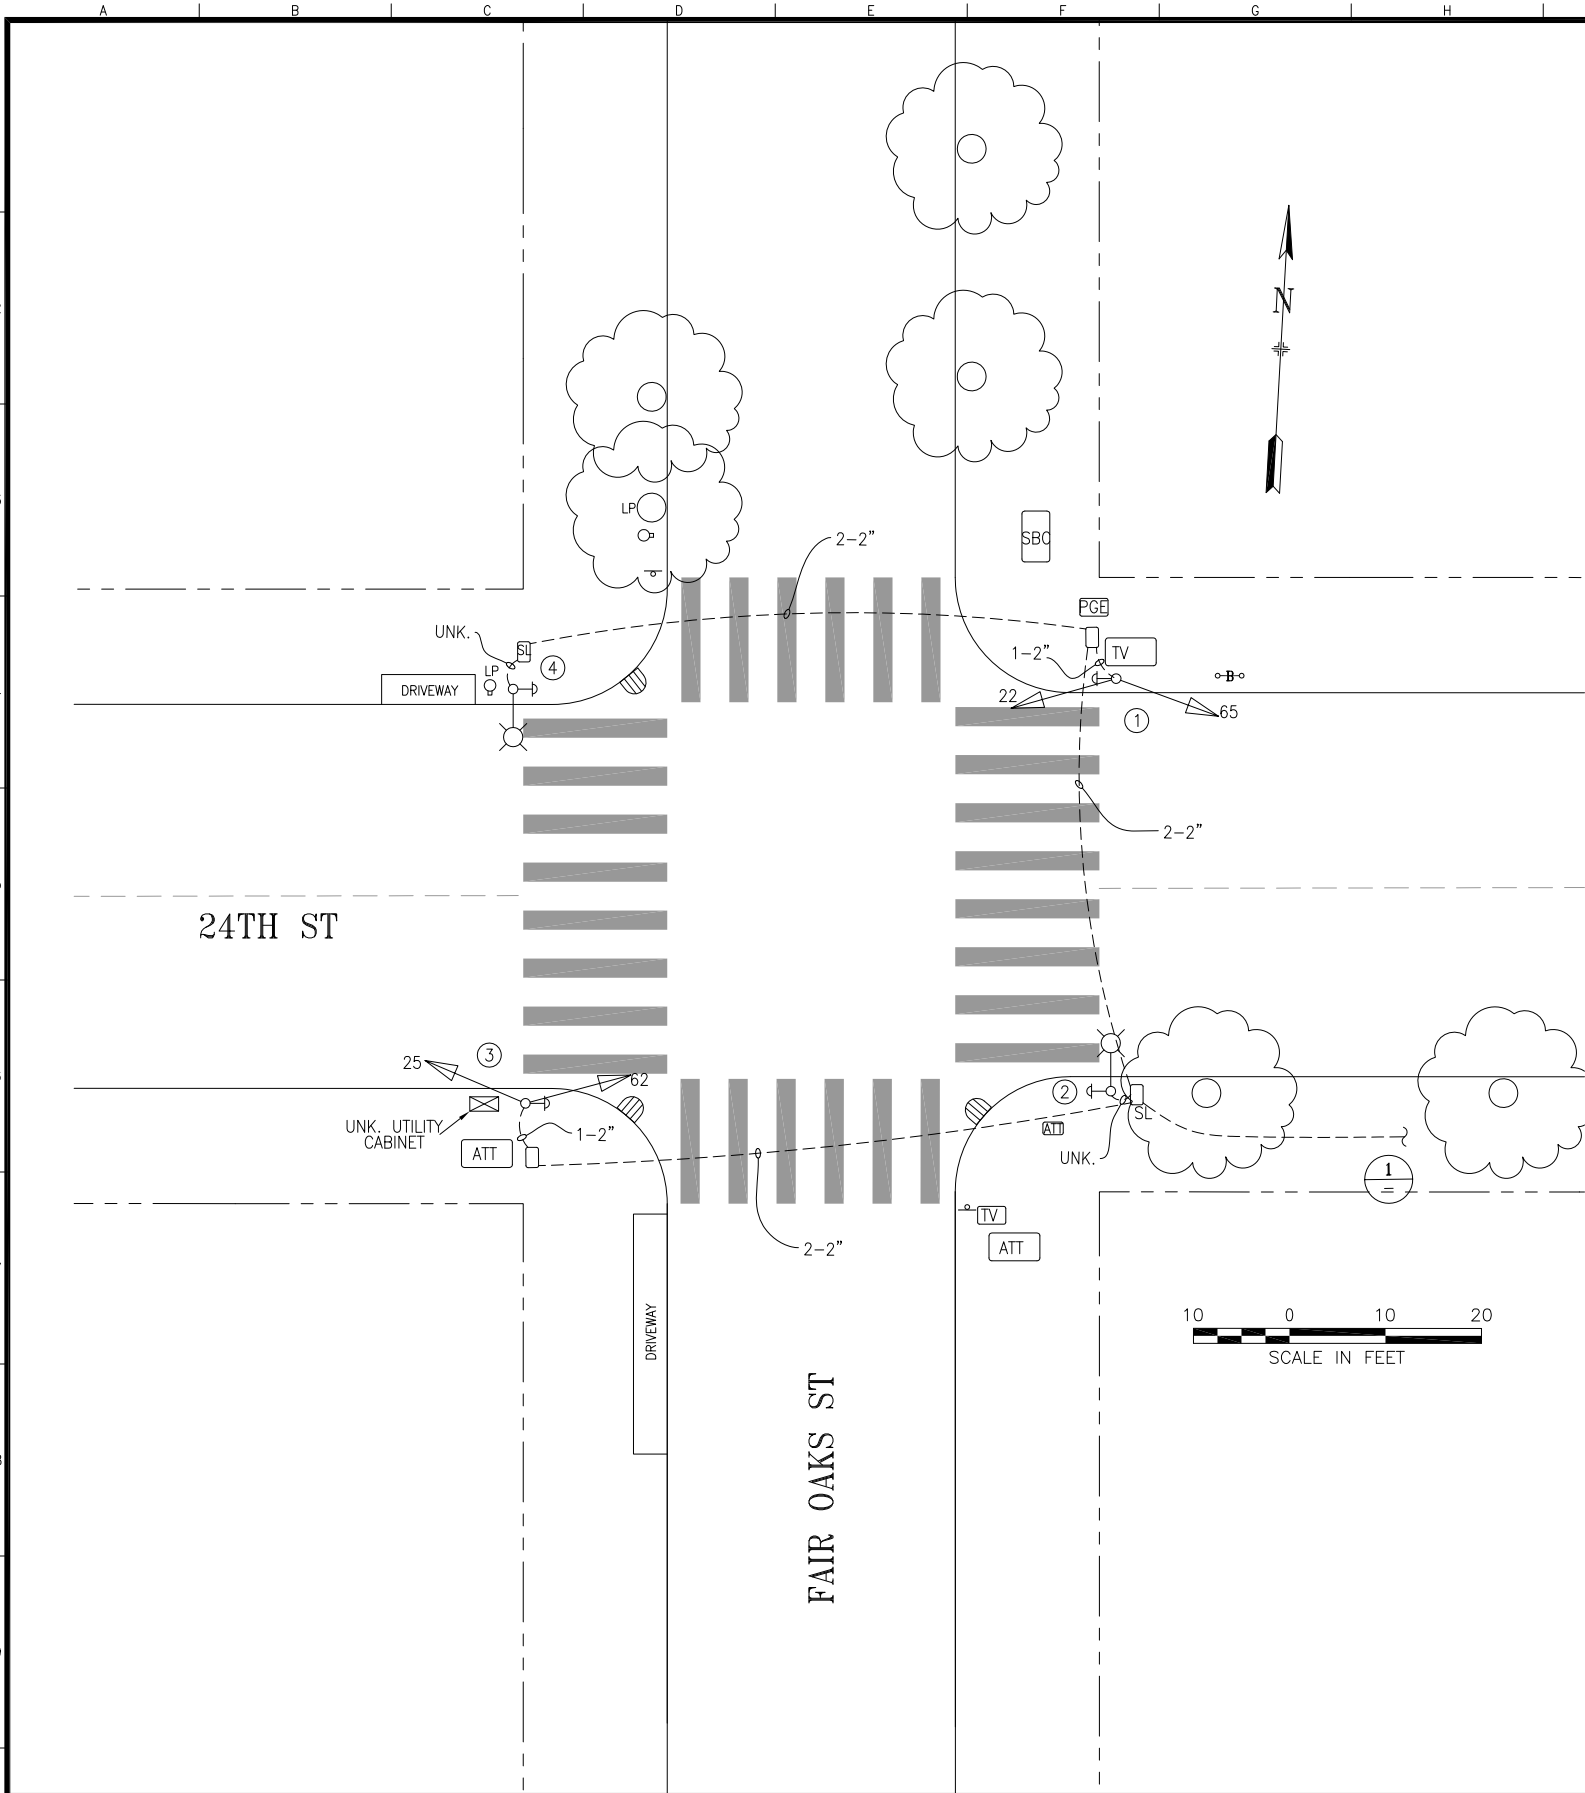 A B C D E F G H
N
LP
SBC
2-2"
PGE
UNK.
SL
4
1-2"
TV
LP
DRIVEWAY
B
22
65
1
2-2"
24TH ST
3
25
62
2
UNK. UTILITY
CABINET
1-2"
SL
ATT
ATT
UNK.
1
=
TV
2-2"
ATT
10 0 10 20
SCALE IN FEET
DRIVEWAY
FAIR OAKS ST